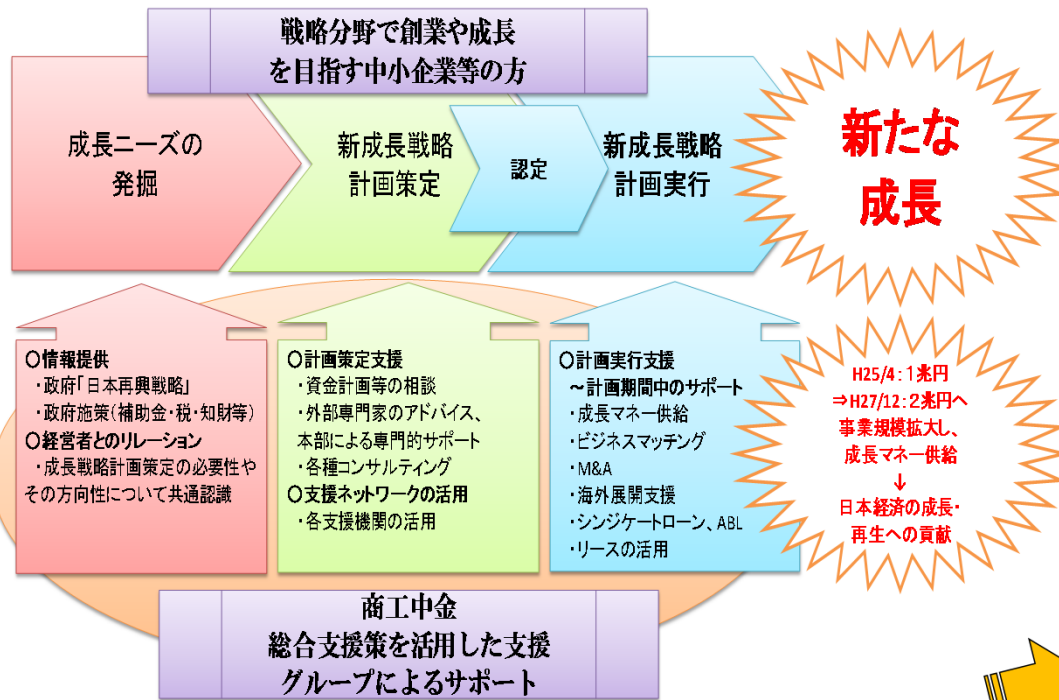 戦略分野で創業や成長
を目指す中小企業等の方
成長ニーズの
発掘
新成長戦略
計画策定
認定
新成長戦略
計画実行
新たな
成長
○情報提供
・政府「日本再興戦略」
・政府施策(補助金・税・知財等)
○経営者とのリレーション
・成長戦略計画策定の必要性や
その方向性について共通認識
○計画策定支援
・資金計画等の相談
・外部専門家のアドバイス、
本部による専門的サポート
・各種コンサルティング
○支援ネットワークの活用
・各支援機関の活用
○計画実行支援
～計画期間中のサポート
・成長マネー供給
・ビジネスマッチング
・M&A
・海外展開支援
・シンジケートローン、ABL
・リースの活用
H25/4:1兆円
⇒H27/12:2兆円へ
事業規模拡大し、
成長マネー供給
↓
日本経済の成長・
再生への貢献
商工中金
総合支援策を活用した支援
グループによるサポート